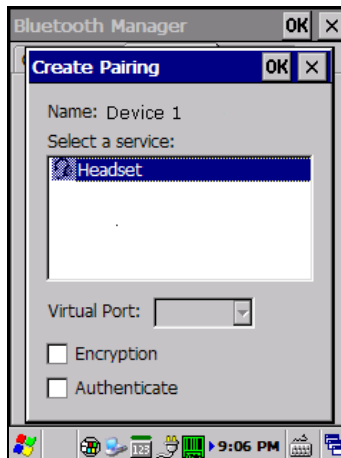 Bluetooth Manager OK
Create Pairing OK
Name: Device 1
Select a service:
Headset
Virtual Port:
Encryption
Authenticate
123 9:06 PM